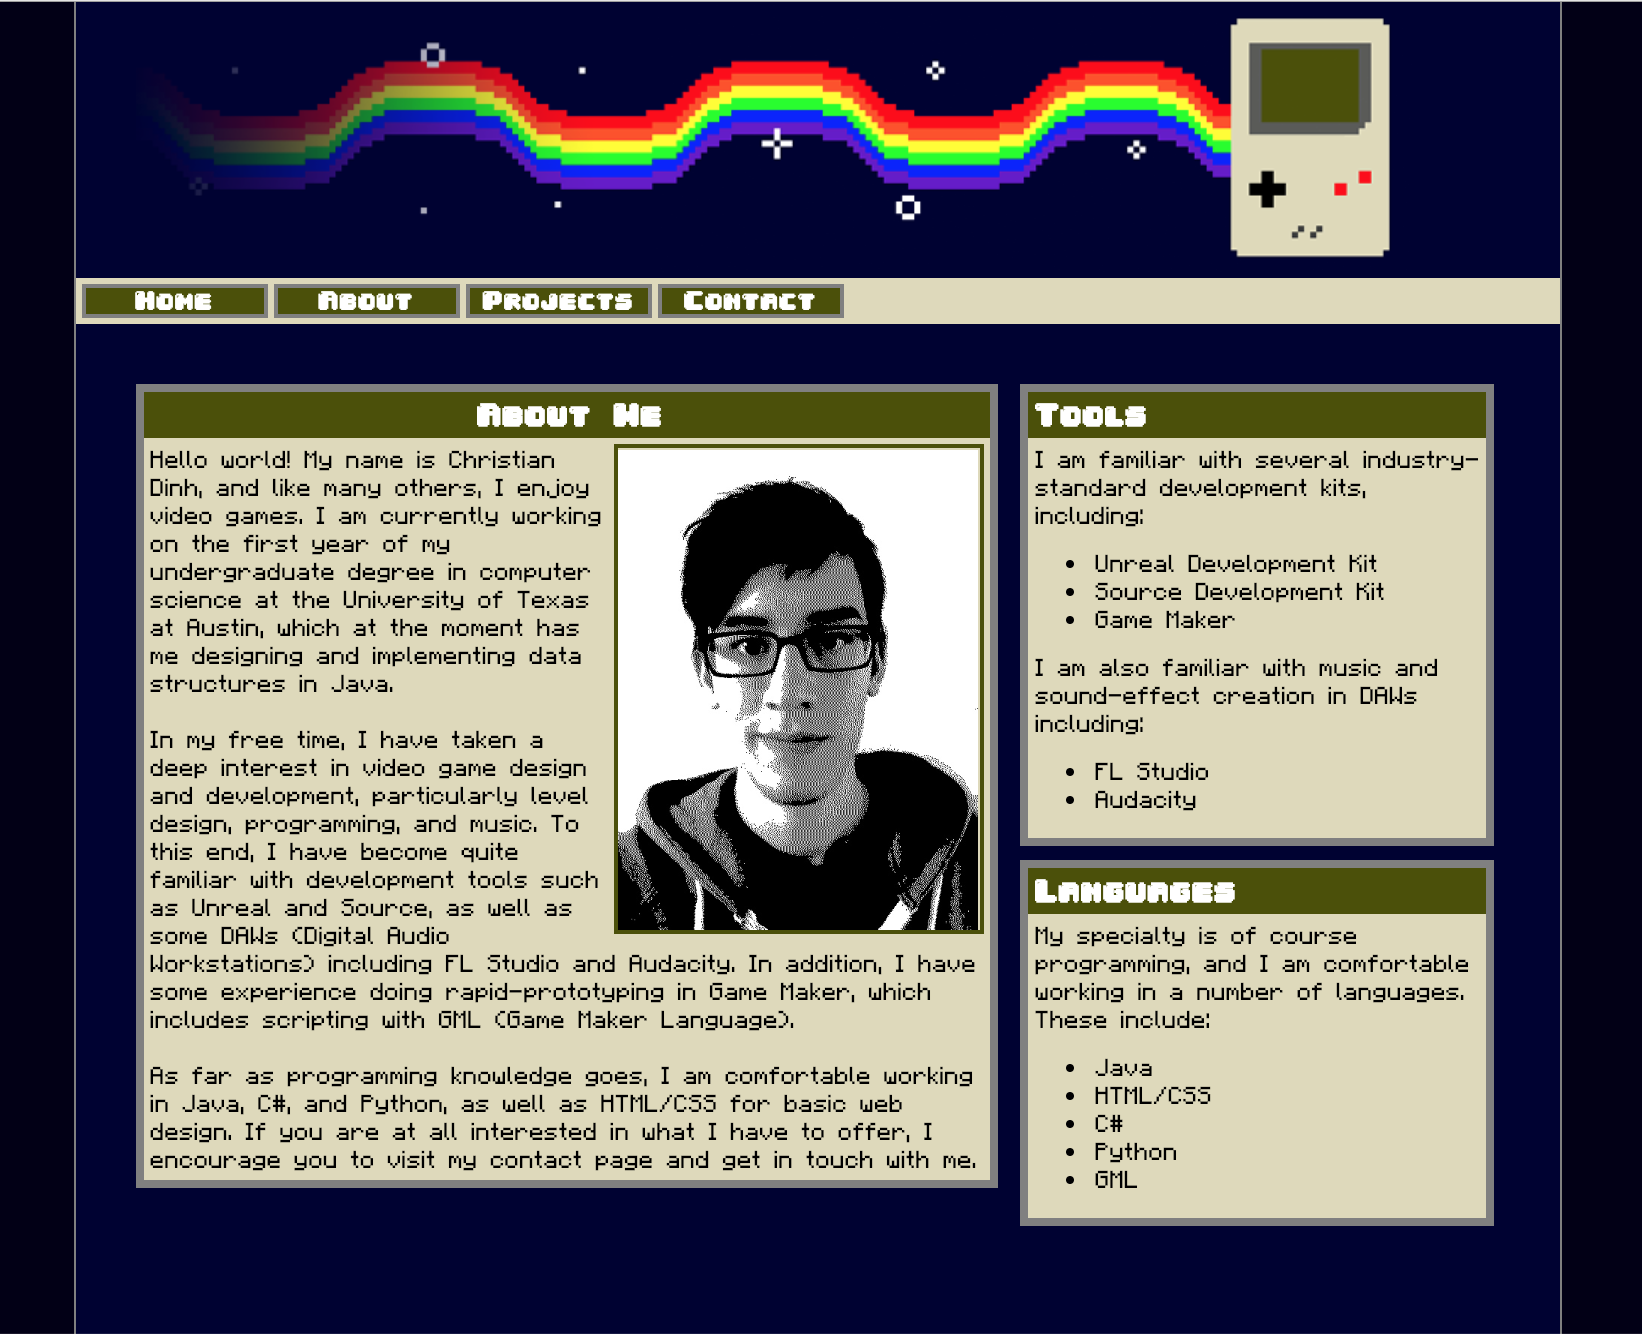 Home About Projects Contact
About Me
Hello world! My name is Christian
Dinh, and like many others, I enjoy
video games. I am currently working
on the first year of my
undergraduate degree in computer
science at the University of Texas
at Austin, which at the moment has
me designing and implementing data
structures in Java.
In my free time, I have taken a
deep interest in video game design
and development, particularly level
design, programming, and music. To
this end, I have become quite
familiar with development tools such
as Unreal and Source, as well as
some DAWs (Digital Audio
Workstations) including FL Studio and Audacity. In addition, I have
some experience doing rapid-prototyping in Game Maker, which
includes scripting with GML (Game Maker Language).
As far as programming knowledge goes, I am comfortable working
in Java, C#, and Python, as well as HTML/CSS for basic web
design. If you are at all interested in what I have to offer, I
encourage you to visit my contact page and get in touch with me.
Tools
I am familiar with several industry-
standard development kits,
including:
• Unreal Development Kit
• Source Development Kit
• Game Maker
I am also familiar with music and
sound-effect creation in DAWs
including:
• FL Studio
• Audacity
Languages
My specialty is of course
programming, and I am comfortable
working in a number of languages.
These include:
• Java
• HTML/CSS
• C#
• Python
• GML